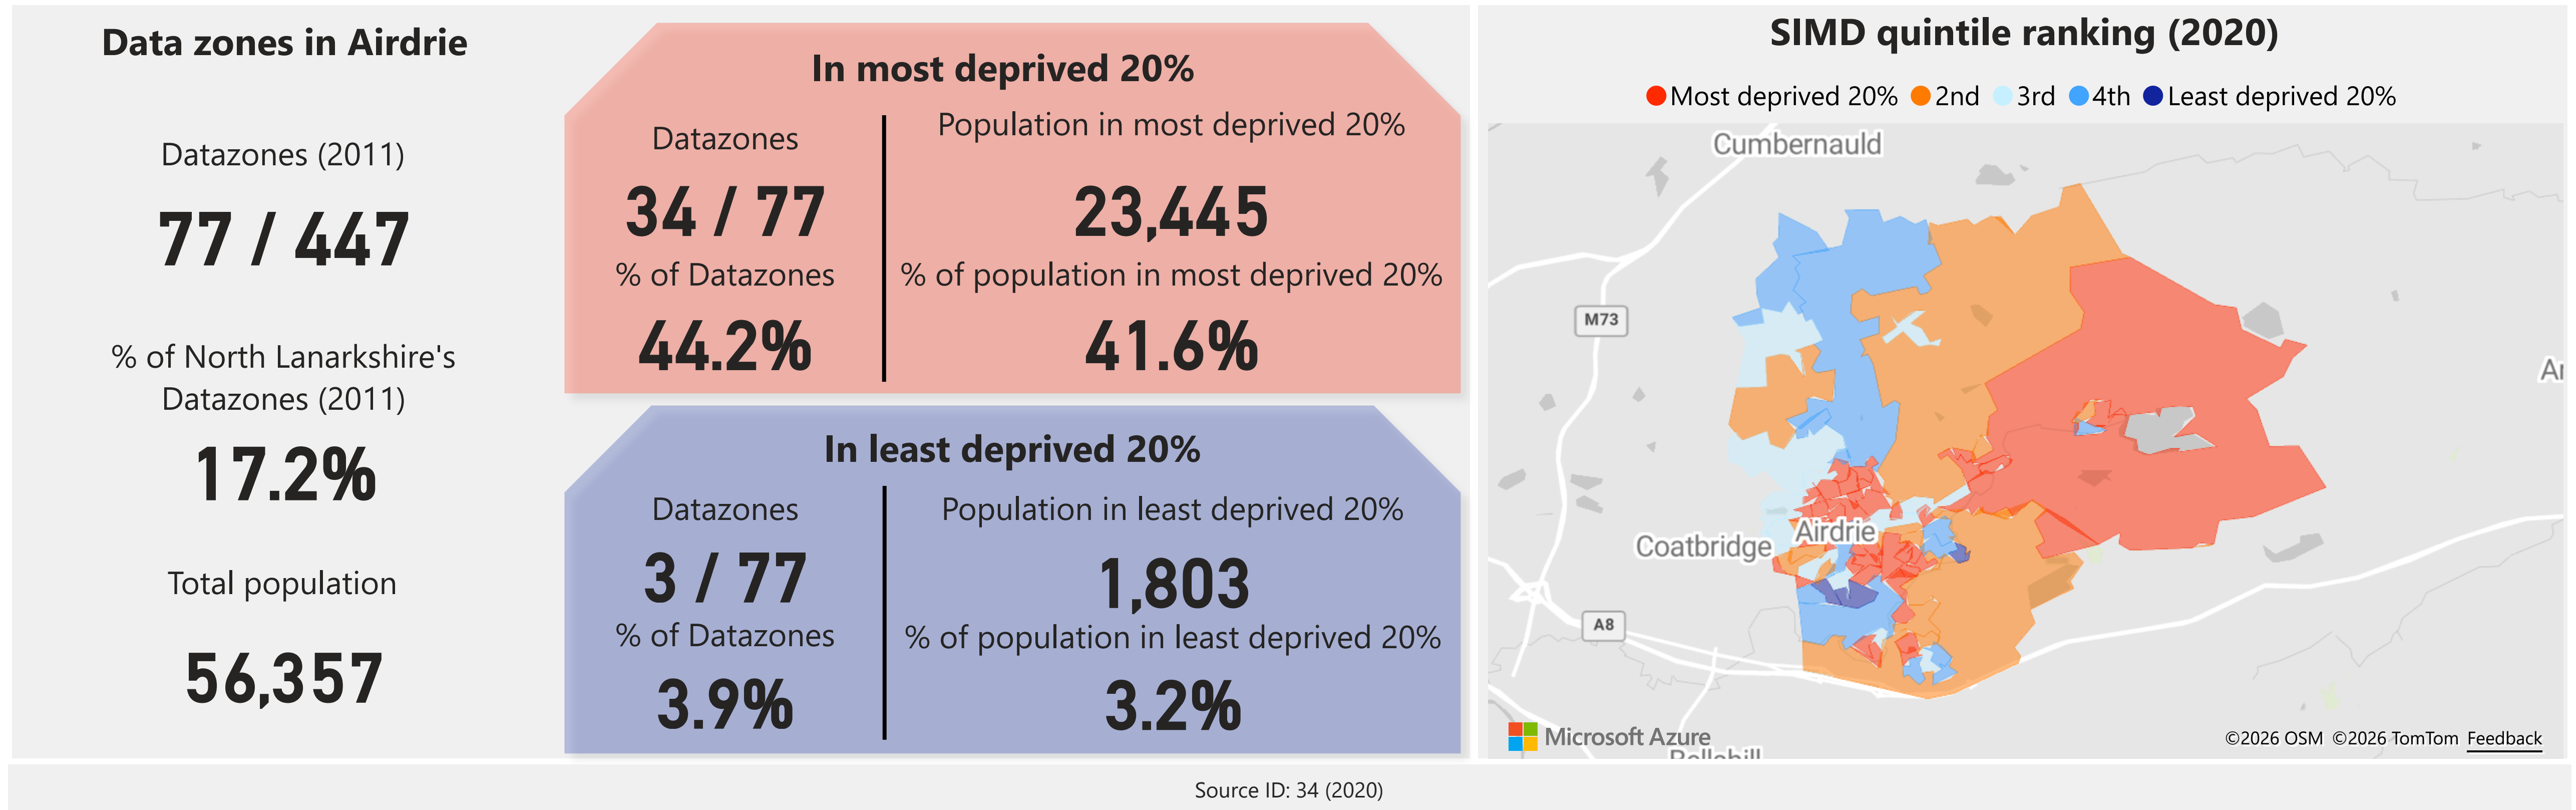 Data zones in Airdrie
Datazones (2011)
77 / 447
% of North Lanarkshire's
Datazones (2011)
17.2%
Total population
56,357
In most deprived 20%
Datazones
34 / 77
% of Datazones
44.2%
Population in most deprived 20%
23,445
% of population in most deprived 20%
41.6%
In least deprived 20%
Datazones
3 / 77
% of Datazones
3.9%
Population in least deprived 20%
1,803
% of population in least deprived 20%
3.2%
SIMD quintile ranking (2020)
Most deprived 20% 2nd 3rd 4th Least deprived 20%
Cumbernauld
M73
Ar
Airdrie
Coatbridge
A8
Microsoft Azure
©2026 OSM ©2026 TomTom Feedback
Source ID: 34 (2020)